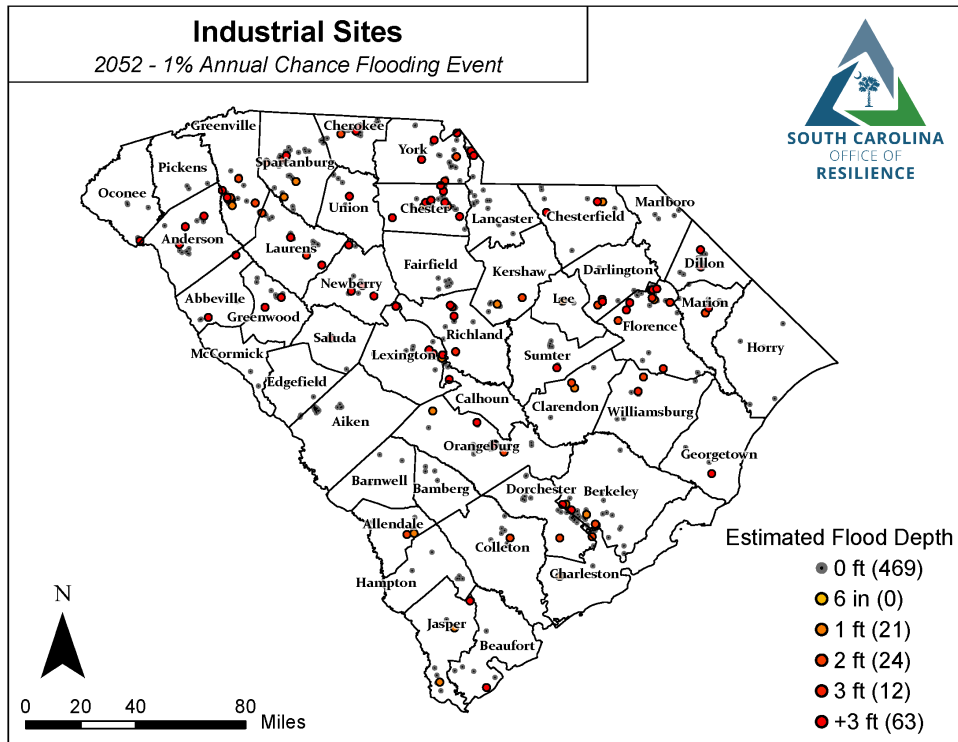 Industrial Sites
2052 - 1% Annual Chance Flooding Event
SOUTH CAROLINA
OFFICE OF
RESILIENCE
Greenville
Cherokee
York
Pickens
Spartanburg
Oconee
Union
Chester
Lancaster
Chesterfield
Marlboro
Anderson
Laurens
Fairfield
Kershaw
Darlington
Dillon
Newberry
Lee
Marion
Abbeville
Greenwood
Florence
Richland
Horry
Saluda
McCormick
Lexington
Sumter
Edgefield
Calhoun
Clarendon
Williamsburg
Aiken
Orangeburg
Georgetown
Barnwell
Bamberg
Dorchester
Berkeley
Allendale
Colleton
Charleston
Hampton
Jasper
Beaufort
Estimated Flood Depth
0 ft (469)
6 in (0)
1 ft (21)
2 ft (24)
3 ft (12)
+3 ft (63)
N
0 20 40 80
Miles